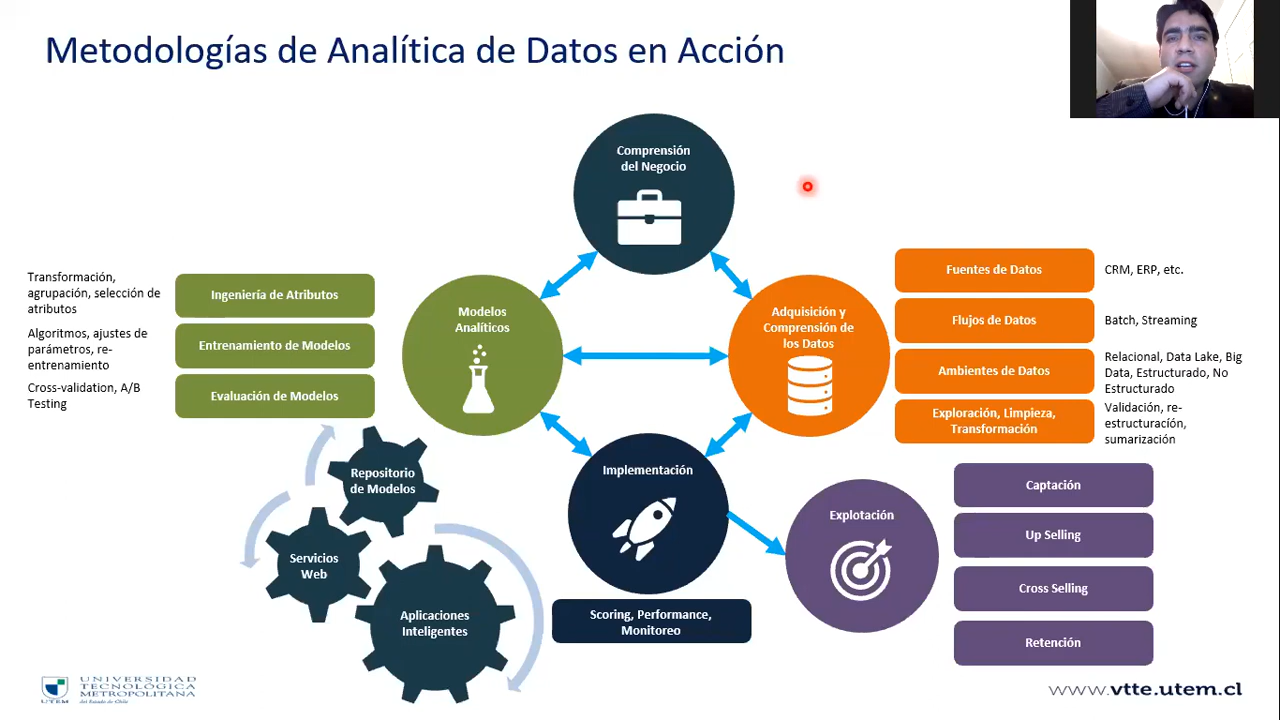 Metodologías de Analítica de Datos en Acción
Comprensión
del Negocio
Transformación,
agrupación, selección de
atributos
Ingeniería de Atributos
Algoritmos, ajustes de
parámetros, re-
entrenamiento
Entrenamiento de Modelos
Cross-validation, A/B
Testing
Evaluación de Modelos
Modelos
Analíticos
Adquisición y
Comprensión de
los Datos
Fuentes de Datos
CRM, ERP, etc.
Flujos de Datos
Batch, Streaming
Ambientes de Datos
Relacional, Data Lake, Big
Data, Estructurado, No
Estructurado
Exploración, Limpieza,
Transformación
Validación, re-
estructuracíón,
sumarización
Repositorio
de Modelos
Servicios
Web
Aplicaciones
Inteligentes
Implementación
Scoring, Performance,
Monitoreo
Explotación
Captación
Up Selling
Cross Selling
Retención
UTEM
UNIVERSIDAD
TECNOLÓGICA
METROPOLITANA
del Estado de Chile
www.vtte.utem.cl